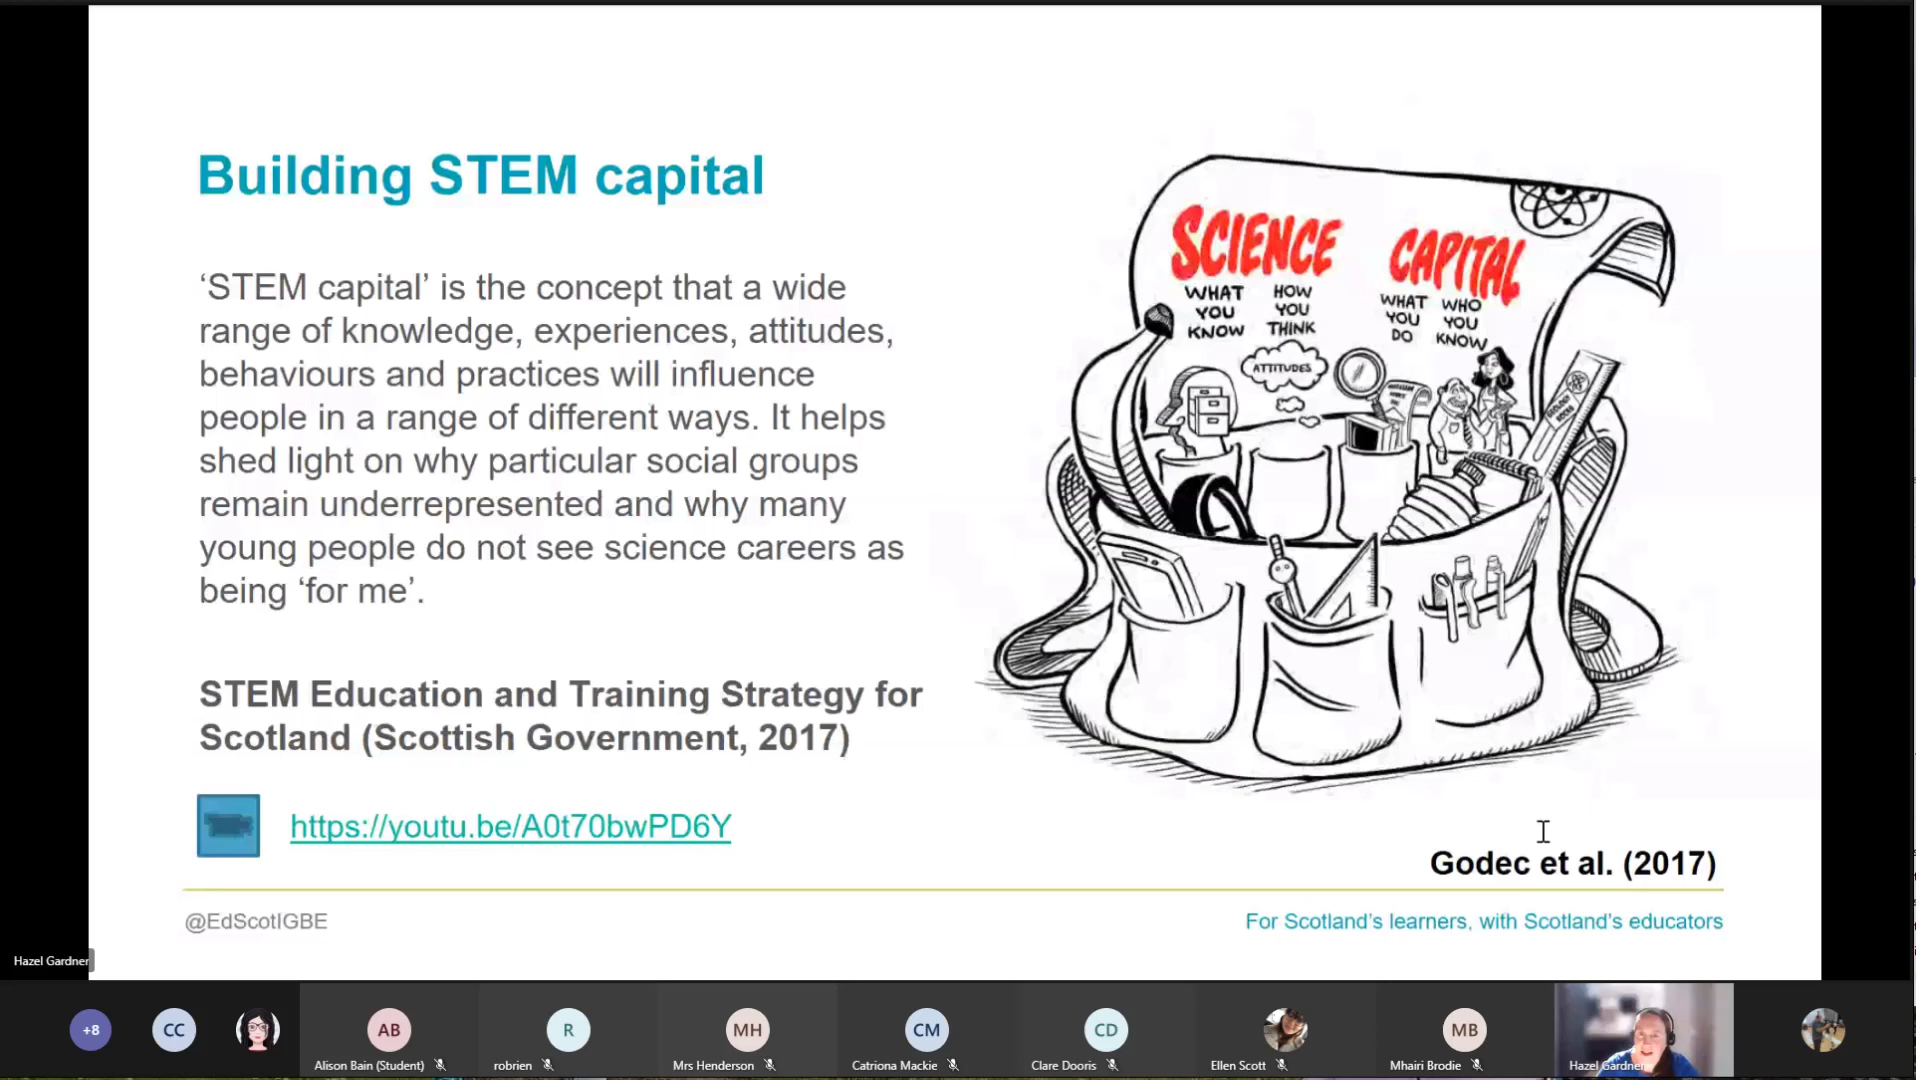 Building STEM capital
‘STEM capital’ is the concept that a wide
range of knowledge, experiences, attitudes,
behaviours and practices will influence
people in a range of different ways. It helps
shed light on why particular social groups
remain underrepresented and why many
young people do not see science careers as
being ‘for me’.
STEM Education and Training Strategy for
Scotland (Scottish Government, 2017)
https://youtu.be/A0t70bwPD6Y
SCIENCE CAPITAL
WHAT
YOU
KNOW
HOW
YOU
THINK
WHAT
YOU
DO
WHO
YOU
KNOW
ATTITUDES
GEOLOGY
ROCKS
Godec et al. (2017)
@EdScotIGBE
For Scotland’s learners, with Scotland’s educators
Hazel Gardner
+8
CC
AB
Alison Bain (Student)
R
robrien
MH
Mrs Henderson
CM
Catriona Mackie
CD
Clare Dooris
Ellen Scott
MB
Mhairi Brodie
Hazel Gardner